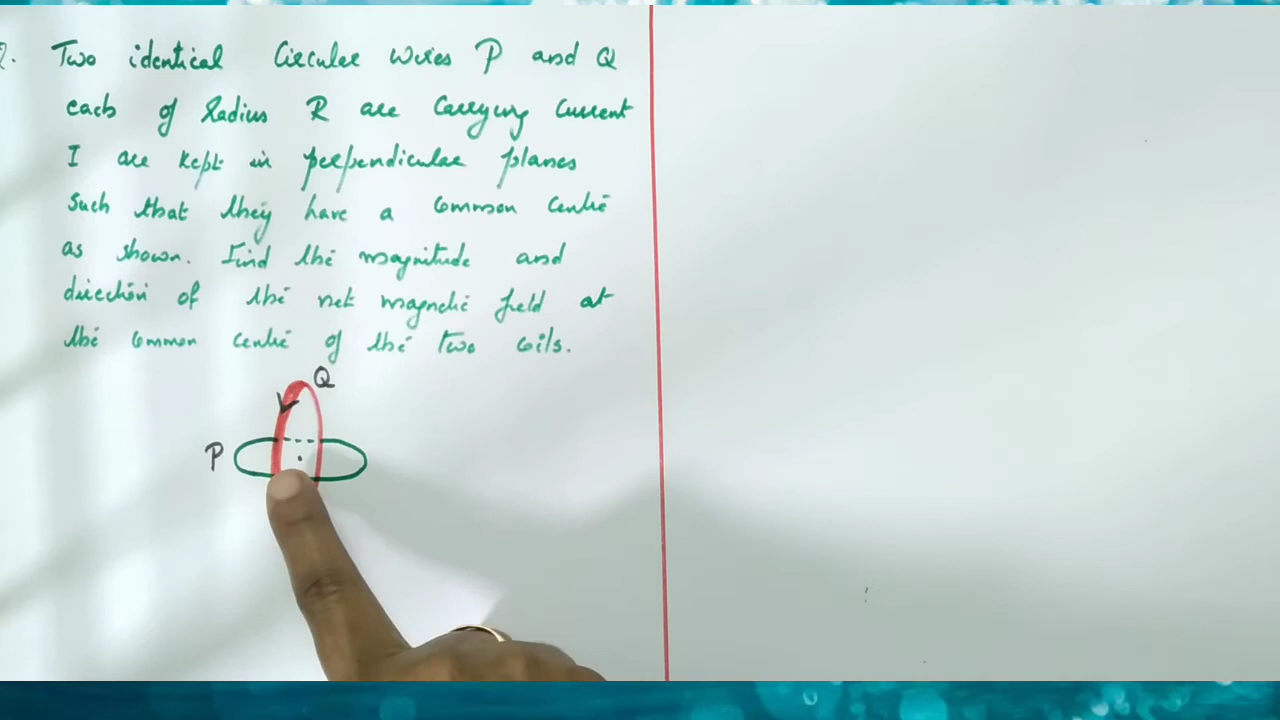 Q. Two identical Circular wires P and Q
each of Radius R are Carrying Current
I are kept in perpendicular planes
Such that they have a Common Centre
as shown. Find the magnitude and
direction of the net magnetic field at
the Common Centre of the two coils.
Q
P